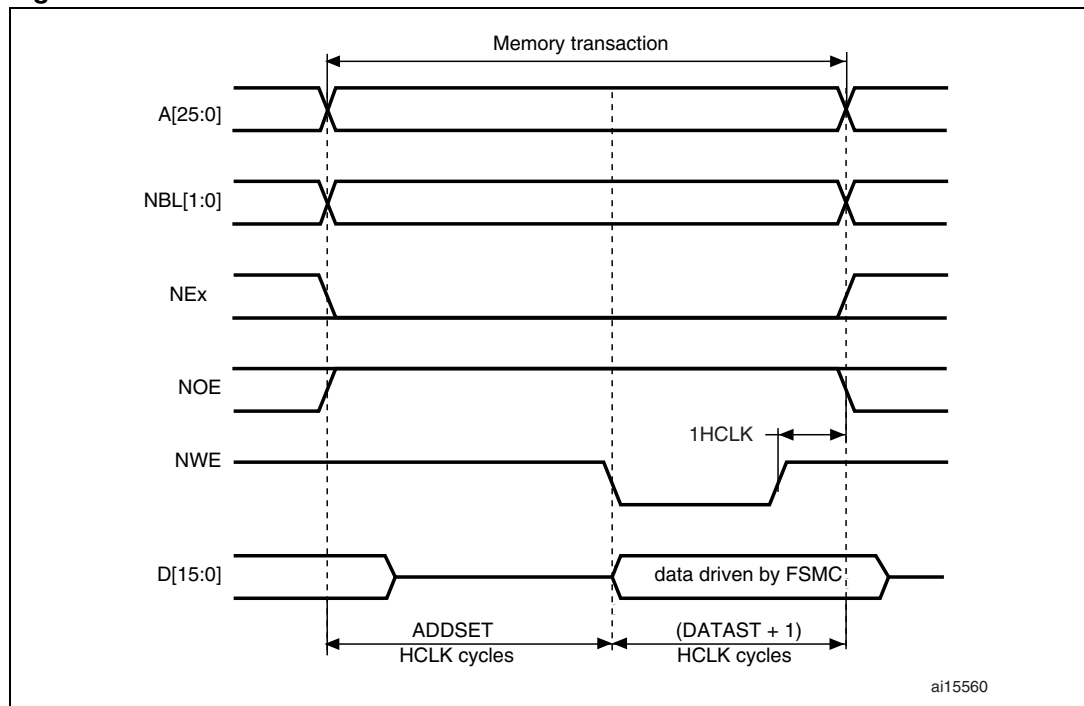 Memory transaction
A[25:0]
NBL[1:0]
NEx
NOE
1HCLK
NWE
D[15:0]
data driven by FSMC
ADDSET
HCLK cycles
(DATAST + 1)
HCLK cycles
ai15560